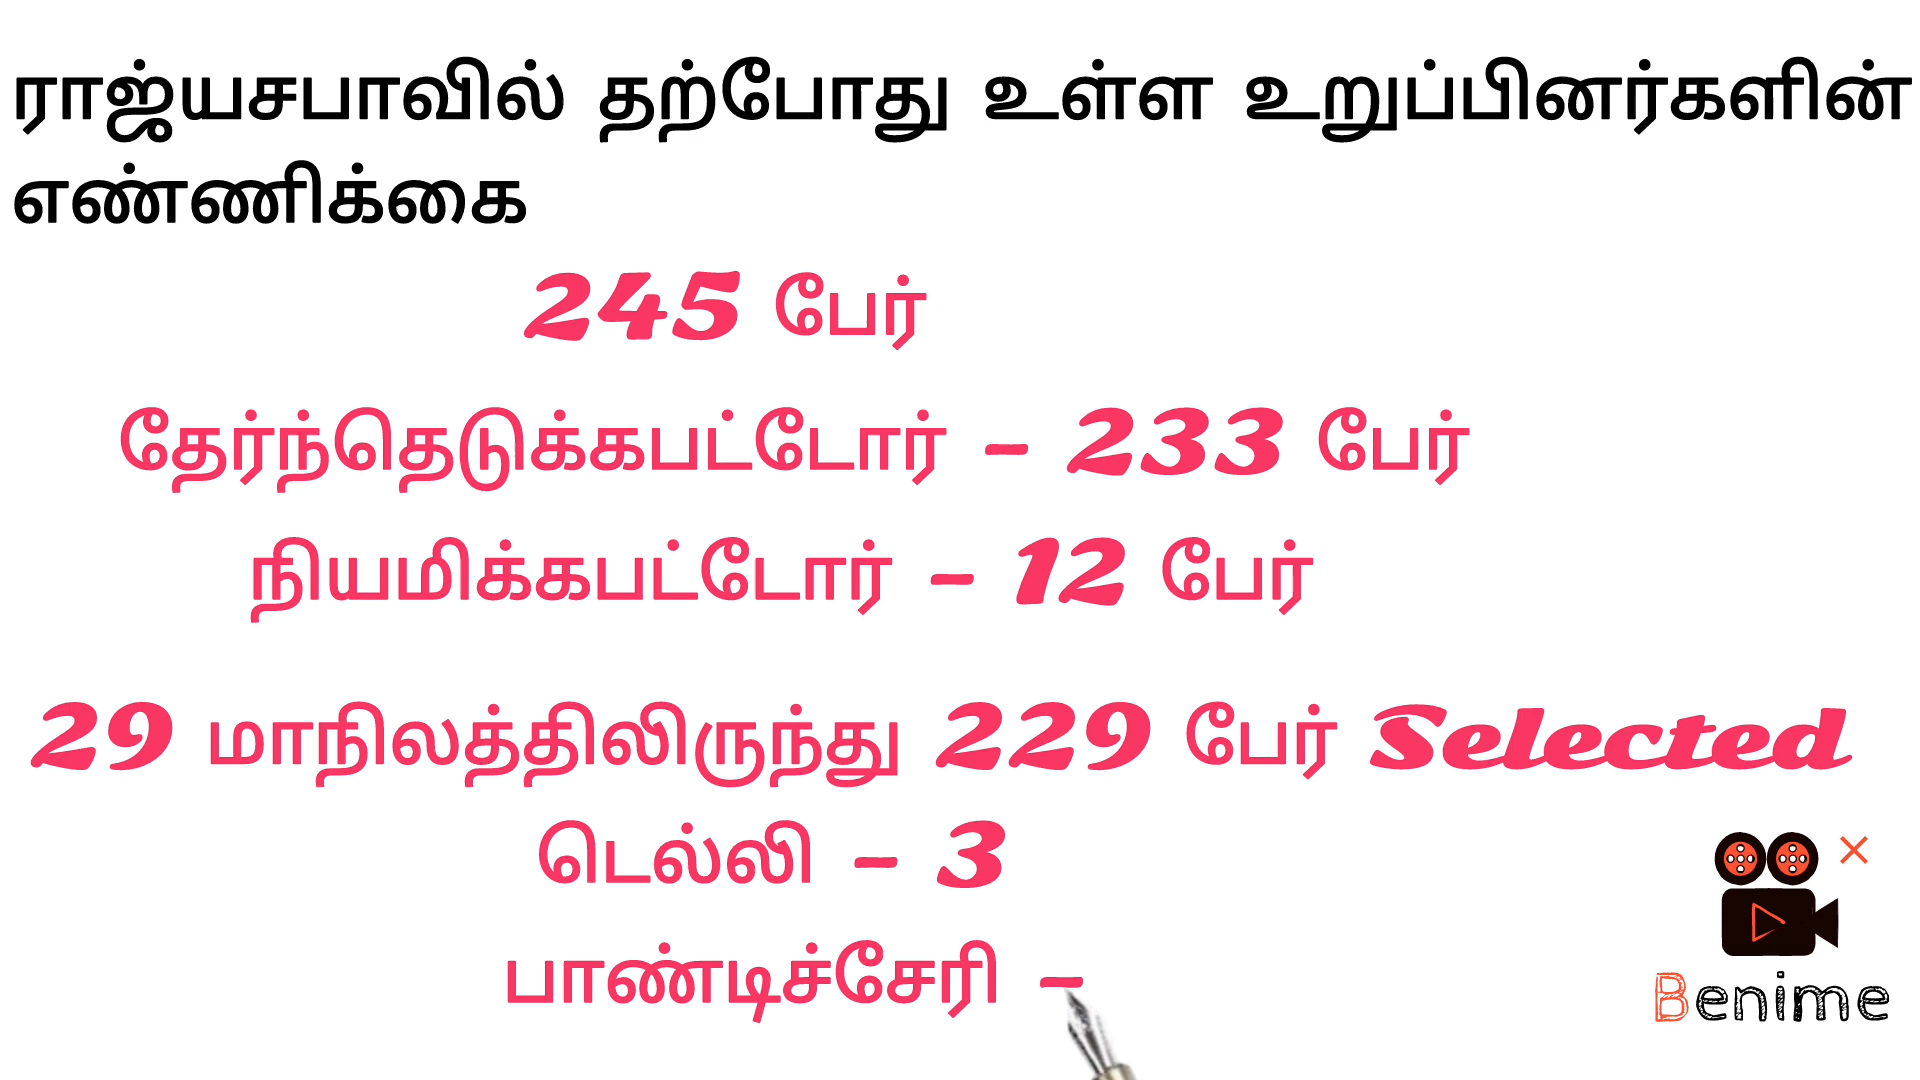 ராஜ்யசபாவில் தற்போது உள்ள உறுப்பினர்களின்
எண்ணிக்கை
245 பேர்
தேர்ந்தெடுக்கபட்டோர் - 233 பேர்
நியமிக்கபட்டோர் - 12 பேர்
29 மாநிலத்திலிருந்து 229 பேர் Selected
டெல்லி - 3
பாண்டிச்சேரி -
Benime